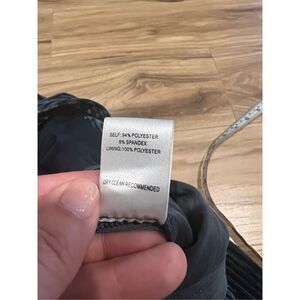 SELF: 94% POLYESTER
6% SPANDEX
LINING:100% POLYESTER
DRY CLEAN RECOMMENDED